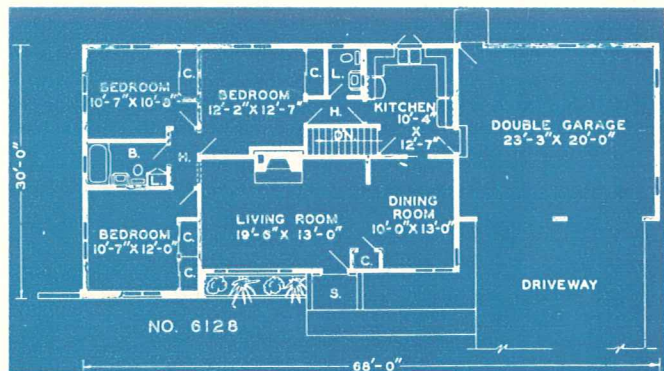 BEDROOM
10'-7" X 10'-8"
C.
BEDROOM
12'-2" X 12'-7"
C.
L.
H.
KITCHEN
10'-4"
X
12'-7"
DN.
DOUBLE GARAGE
23'-3" X 20'-0"
30'-0"
B.
L.
H.
BEDROOM
10'-7" X 12'-0"
C.
C.
LIVING ROOM
19'-6" X 13'-0"
DINING
ROOM
10'-0" X 13'-0"
C.
S.
DRIVEWAY
NO. 6128
68'-0"